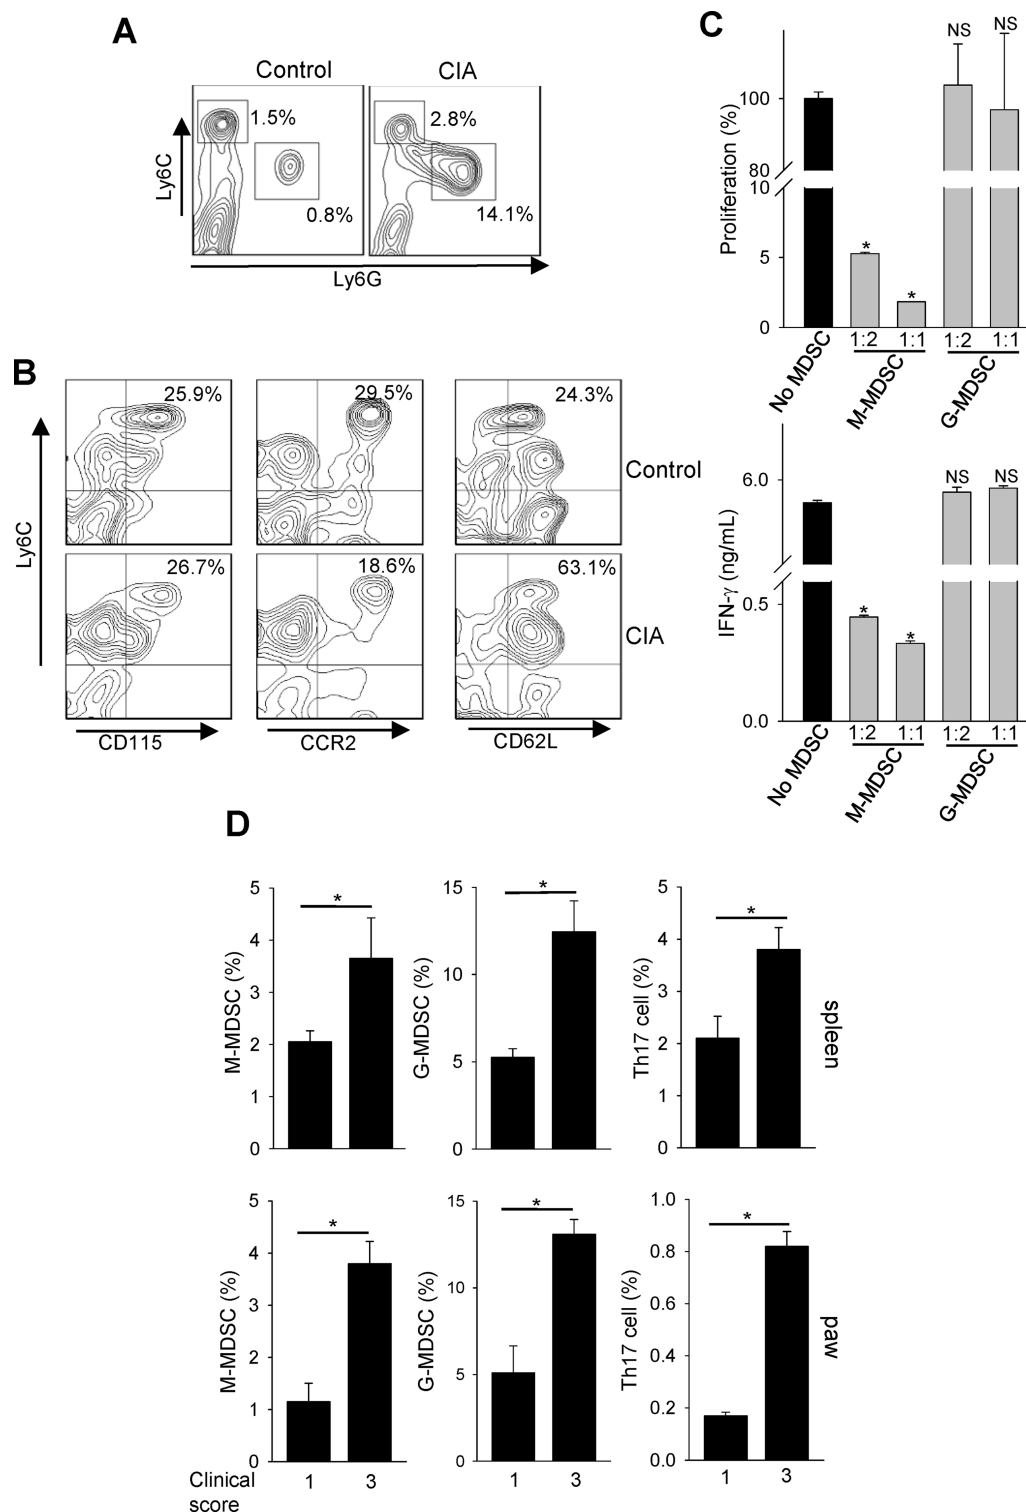 A
Control
CIA
1.5%
2.8%
0.8%
14.1%
Ly6C
Ly6G
B
25.9%
29.5%
24.3%
Control
26.7%
18.6%
63.1%
CIA
Ly6C
CD115
CCR2
CD62L
C
Proliferation (%)
100
80
10
5
0
*
*
NS
NS
1:2
1:1
1:2
1:1
No MDSC
M-MDSC
G-MDSC
IFN-γ (ng/mL)
6.0
0.5
0.0
*
*
NS
NS
1:2
1:1
1:2
1:1
No MDSC
M-MDSC
G-MDSC
D
M-MDSC (%)
5
4
3
2
1
0
*
G-MDSC (%)
15
10
5
0
*
Th17 cell (%)
5
4
3
2
1
0
*
spleen
M-MDSC (%)
5
4
3
2
1
0
*
G-MDSC (%)
15
10
5
0
*
Th17 cell (%)
1.0
0.8
0.6
0.4
0.2
0.0
*
paw
Clinical
score
1
3
1
3
1
3